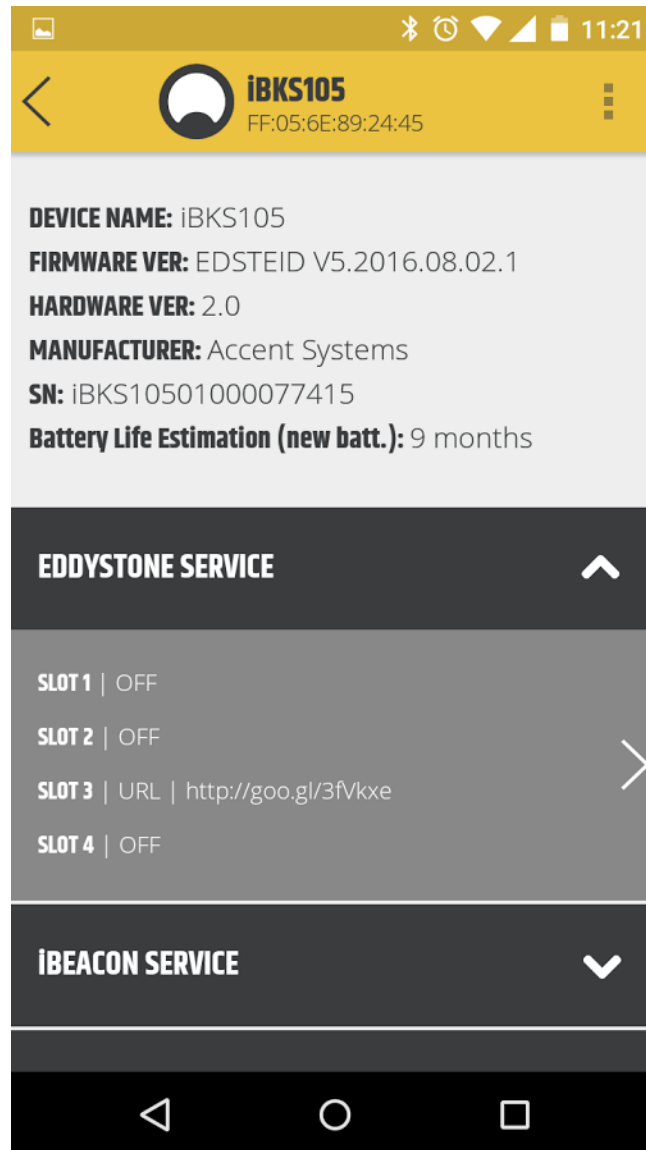 11:21
iBKS105
FF:05:6E:89:24:45
DEVICE NAME: iBKS105
FIRMWARE VER: EDSTEID V5.2016.08.02.1
HARDWARE VER: 2.0
MANUFACTURER: Accent Systems
SN: iBKS10501000077415
Battery Life Estimation (new batt.): 9 months
EDDYSTONE SERVICE
SLOT 1 | OFF
SLOT 2 | OFF
SLOT 3 | URL | http://goo.gl/3fVkxe
SLOT 4 | OFF
iBEACON SERVICE